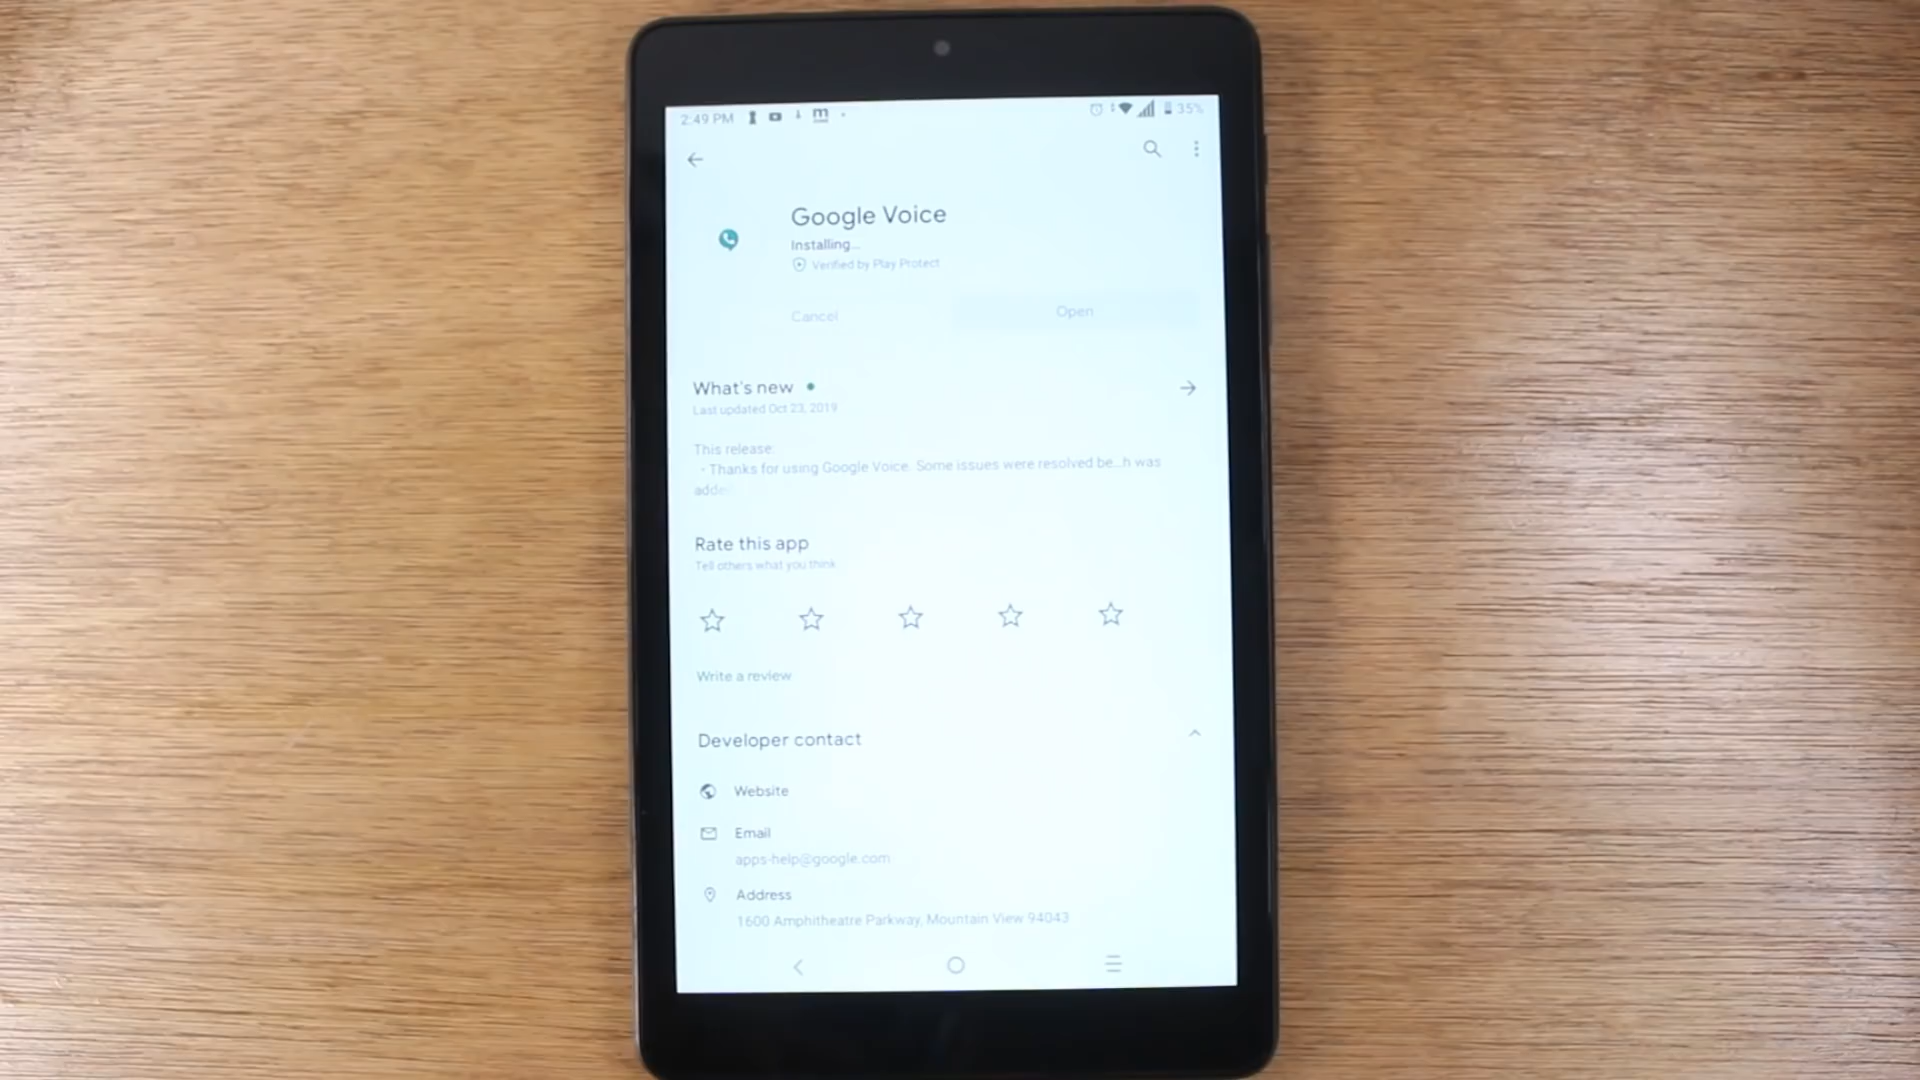 2:49 PM
35%
Google Voice
Installing...
Verified by Play Protect
Cancel
Open
What's new
Last updated Oct 23, 2019
This release:
- Thanks for using Google Voice. Some issues were resolved be...h was
adde
Rate this app
Tell others what you think
Write a review
Developer contact
Website
Email
apps-help@google.com
Address
1600 Amphitheatre Parkway, Mountain View 94043